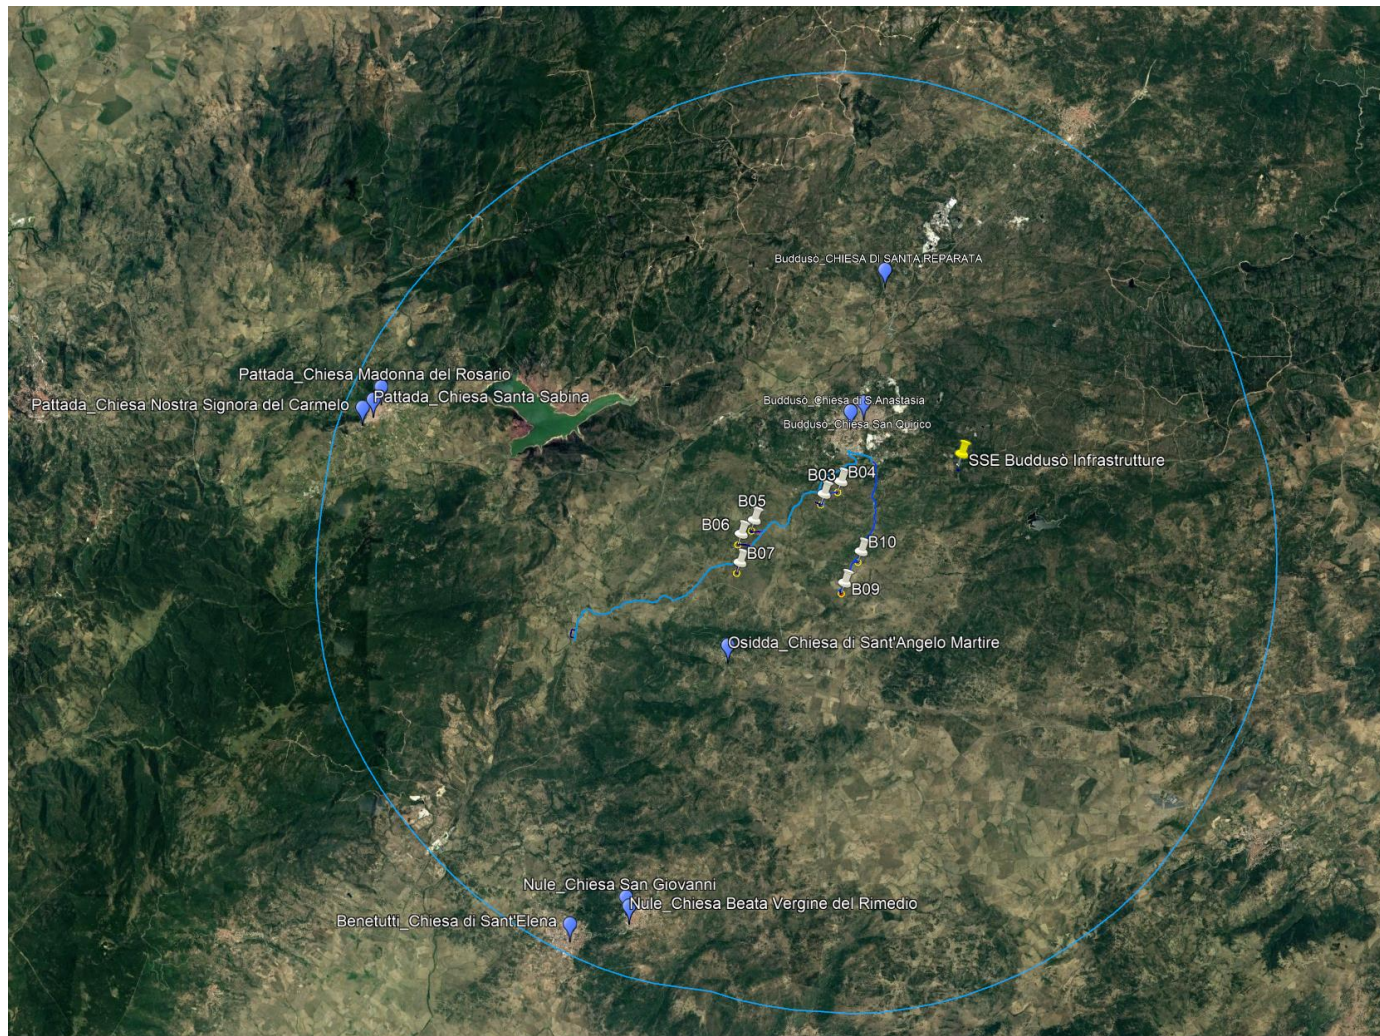 Buddusò_CHIESA DI SANTA REPARATA
Pattada_Chiesa Madonna del Rosario
Pattada_Chiesa Santa Sabina
Pattada_Chiesa Nostra Signora del Carmelo
Buddusò_Chiesa di S.Anastasia
Buddusò_Chiesa San Quirico
SSE Buddusò Infrastrutture
B03
B04
B05
B06
B07
B10
B09
Osidda_Chiesa di Sant'Angelo Martire
Nule_Chiesa San Giovanni
Nule_Chiesa Beata Vergine del Rimedio
Benetutti_Chiesa di Sant'Elena